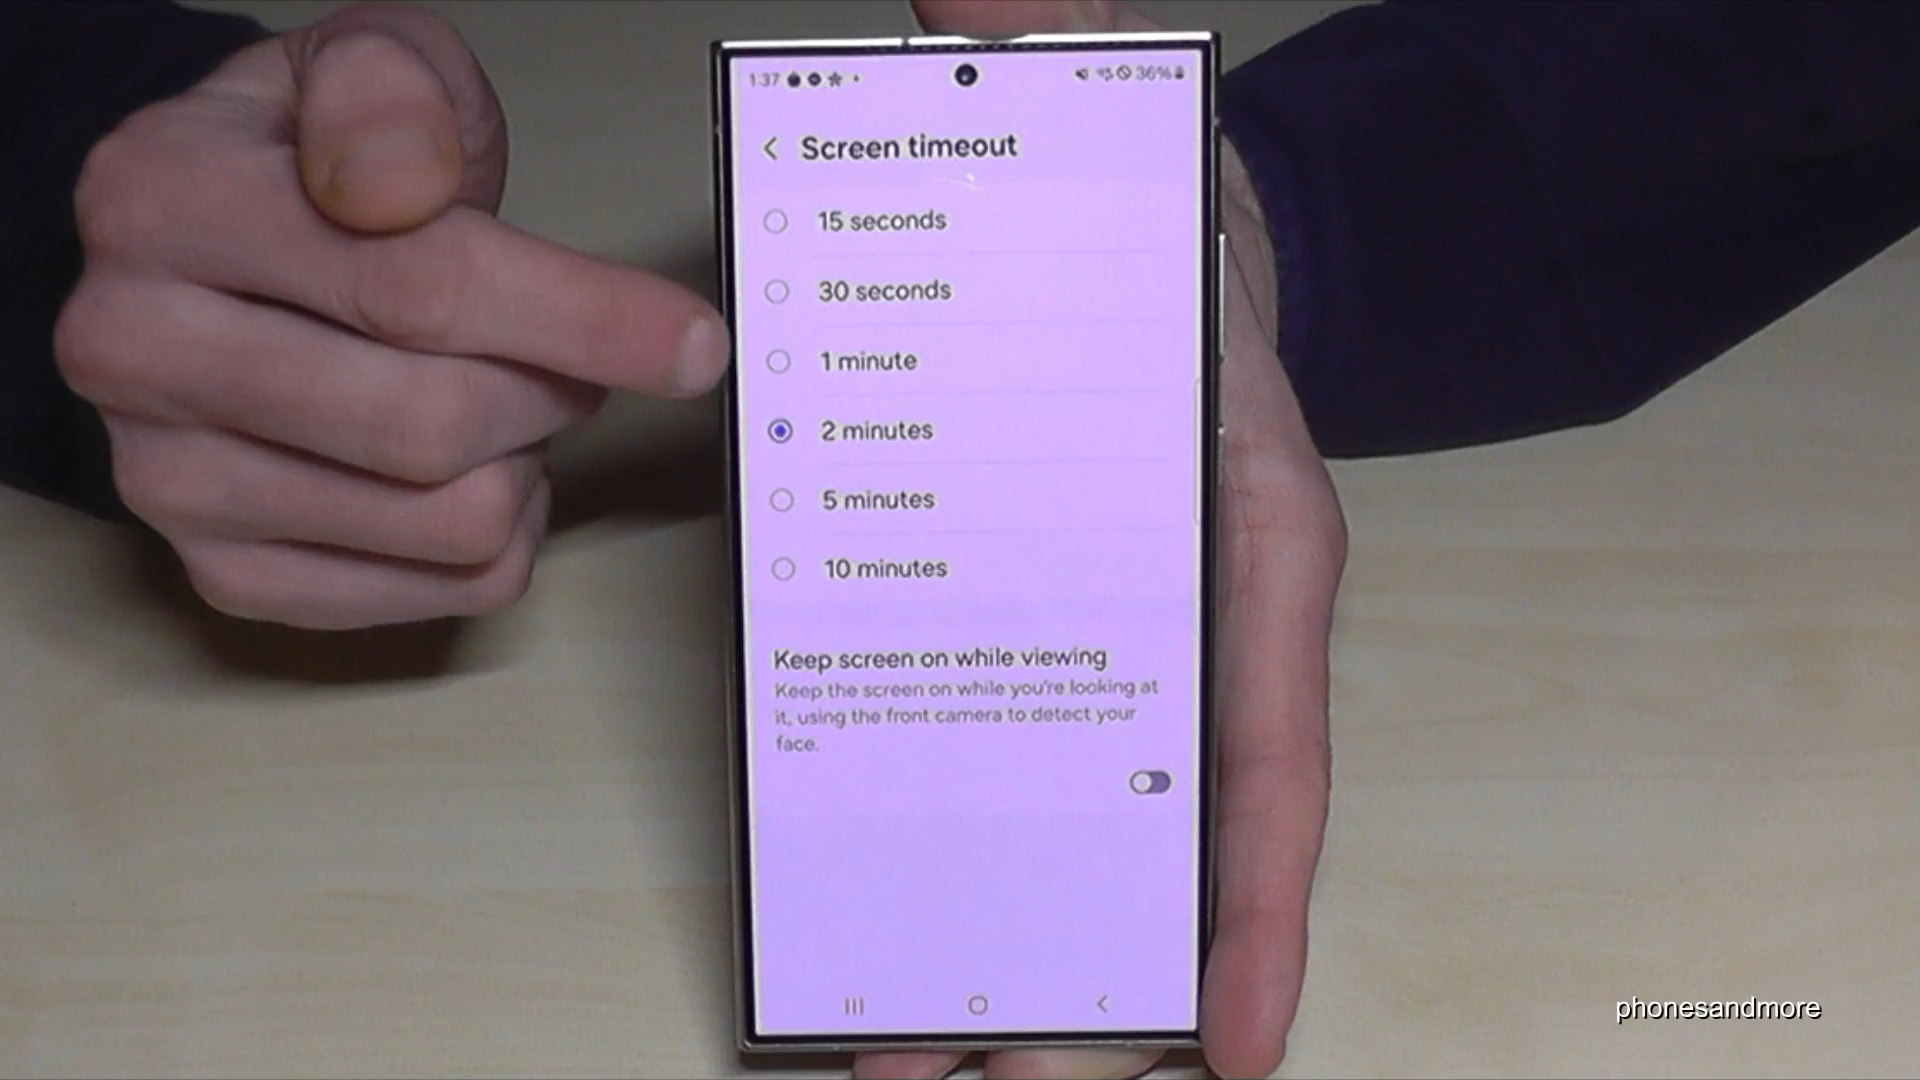 1:37
36%
Screen timeout
15 seconds
30 seconds
1 minute
2 minutes
5 minutes
10 minutes
Keep screen on while viewing
Keep the screen on while you're looking at
it, using the front camera to detect your
face.
phonesandmore